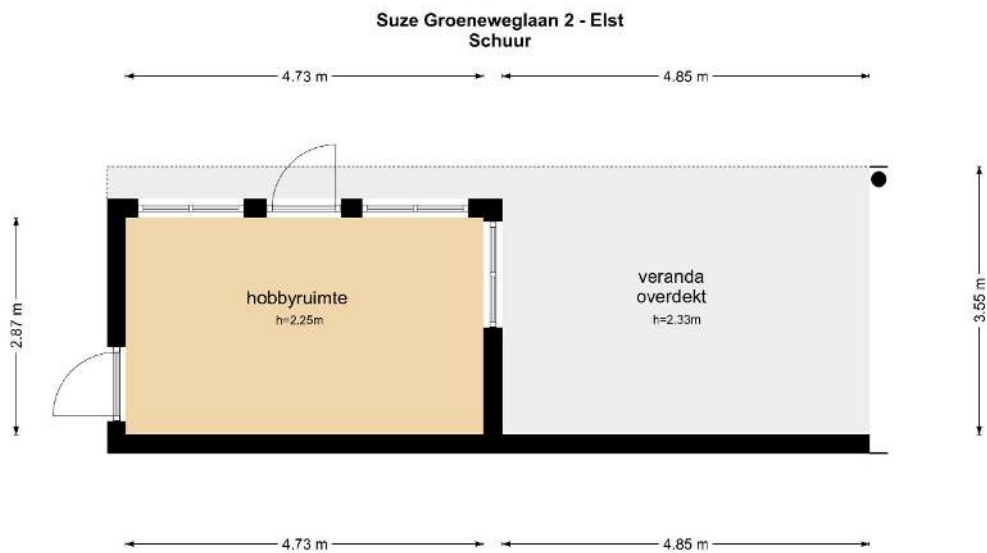 Suze Groeneweglaan 2 - Elst
Schuur
4.73 m
4.85 m
2.87 m
hobbyruimte
h=2.25m
veranda
overdekt
h=2.33m
3.55 m
4.73 m
4.85 m